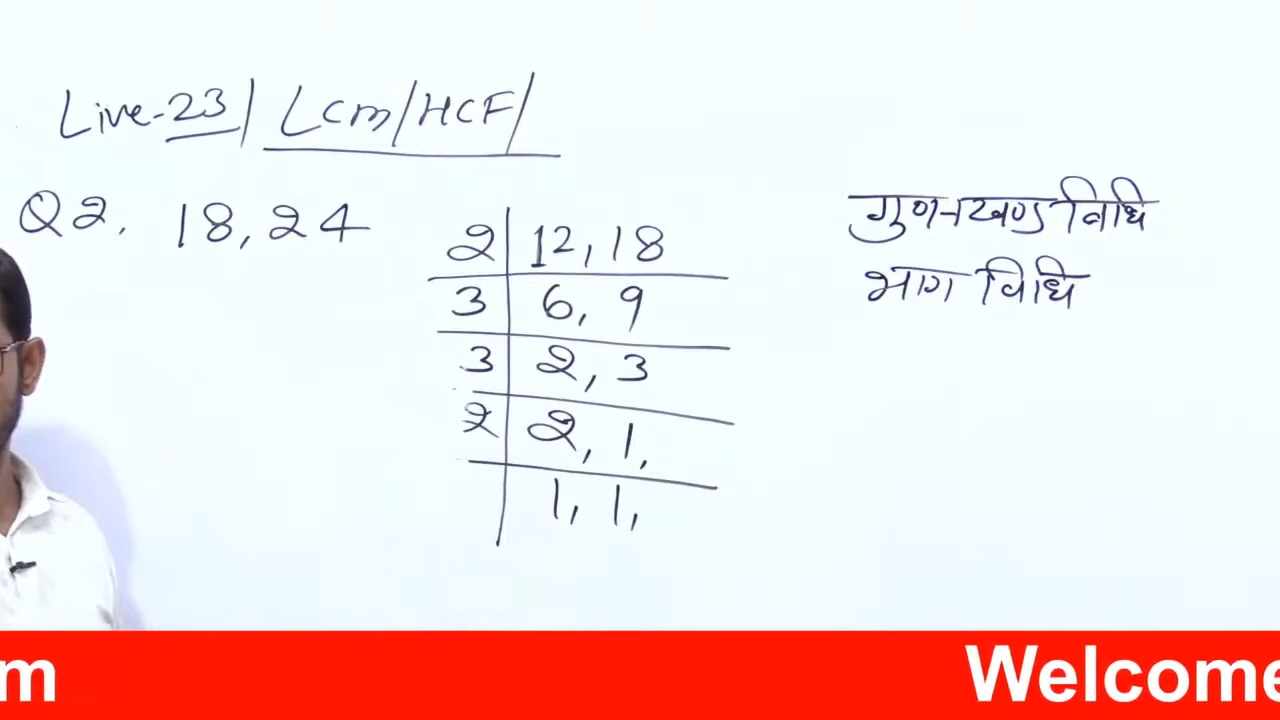 Live-23/ LCM/HCF/
Q2. 18, 24
2 | 12, 18
3 | 6, 9
3 | 2, 3
2 | 2, 1,
1, 1,
गुणनखण्ड विधि
भाग विधि
m Welcome